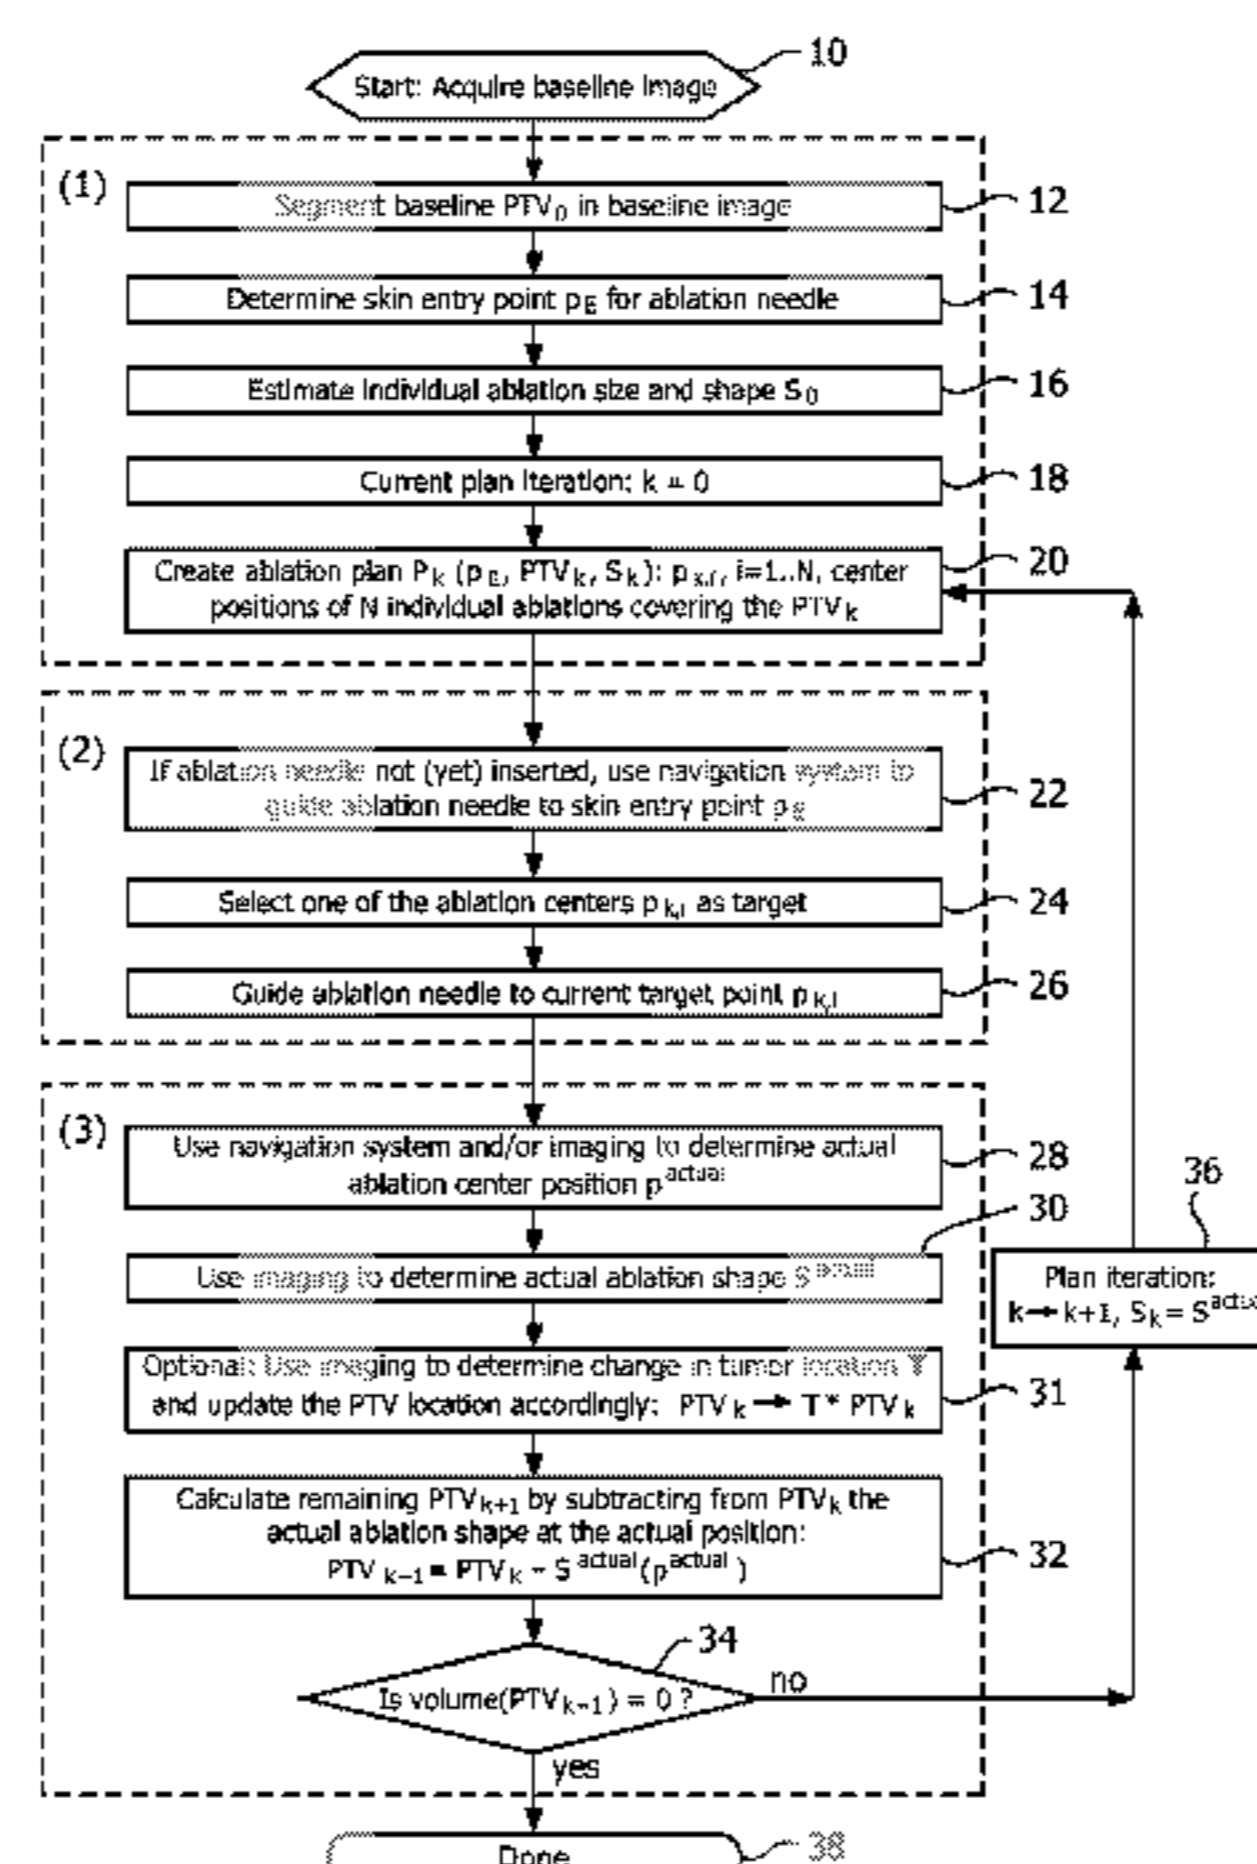 10
Start: Acquire baseline image
(1)
Segment baseline PTV0 in baseline image
12
Determine skin entry point pE for ablation needle
14
Estimate individual ablation size and shape S0
16
Current plan iteration: k = 0
18
Create ablation plan Pk (pE, PTVk, Sk): pk,i, i=1..N, center
positions of N individual ablations covering the PTVk
20
(2)
If ablation needle not (yet) inserted, use navigation system to
guide ablation needle to skin entry point pE
22
Select one of the ablation centers pk,i as target
24
Guide ablation needle to current target point pk,i
26
(3)
Use navigation system and/or imaging to determine actual
ablation center position p actual
28
30
Use imaging to determine actual ablation shape S actual
36
Plan iteration:
k → k+1, Sk = S
Optional: Use imaging to determine change in tumor location T
and update the PTV location accordingly: PTVk → T * PTVk
31
Calculate remaining PTVk+1 by subtracting from PTVk the
actual ablation shape at the actual position:
PTVk+1 = PTVk - S actual (p actual)
32
34
Is volume(PTVk+1) = 0 ?
no
yes
Done
38